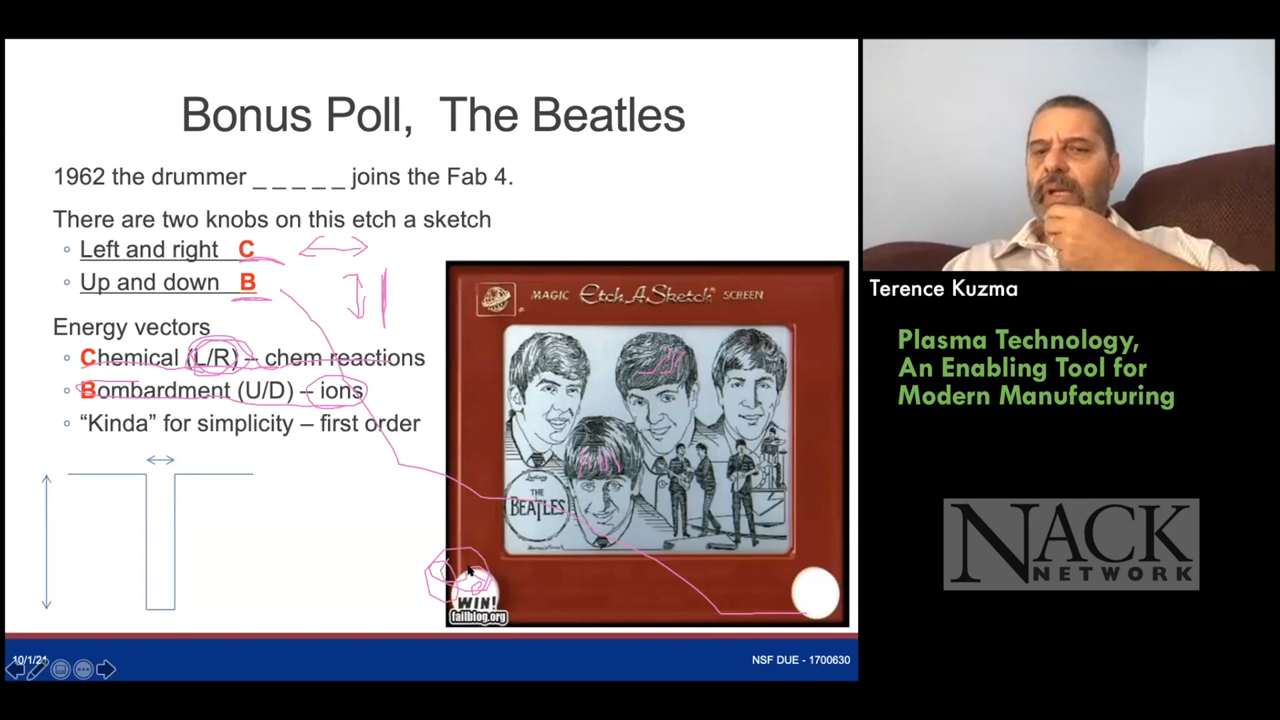 Bonus Poll, The Beatles
1962 the drummer _ _ _ _ _ joins the Fab 4.
There are two knobs on this etch a sketch
◦ Left and right C
◦ Up and down B
Energy vectors
◦ Chemical (L/R) – chem reactions
◦ Bombardment (U/D) – ions
◦ “Kinda” for simplicity – first order
MAGIC Etch A Sketch SCREEN
THE
BEATLES
WIN!
failblog.org
10/1/21
NSF DUE - 1700630
Terence Kuzma
Plasma Technology,
An Enabling Tool for
Modern Manufacturing
NACK
NETWORK